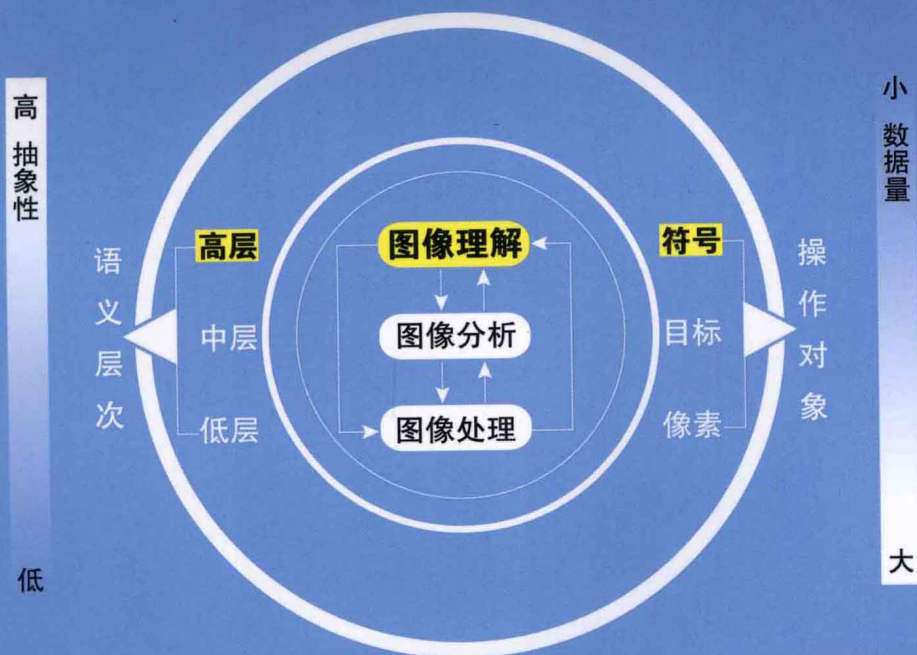 高 抽象性
低
语义层次
高层
中层
低层
图像理解
图像分析
图像处理
符号
目标
像素
操作对象
小 数据量
大